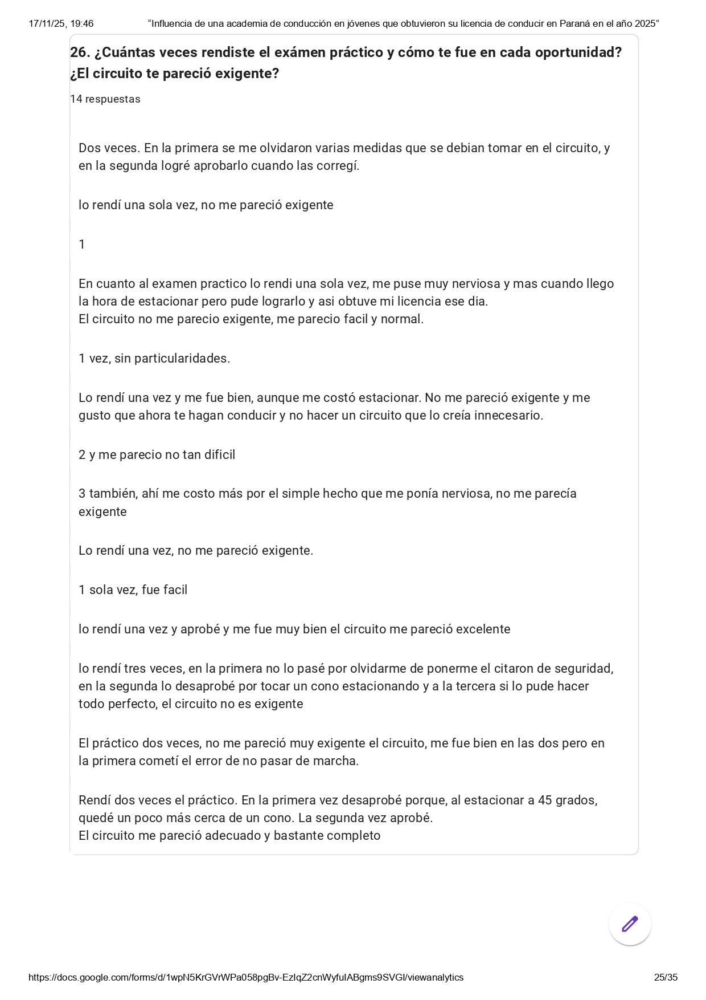 17/11/25, 19:46
“Influencia de una academia de conducción en jóvenes que obtuvieron su licencia de conducir en Paraná en el año 2025”
26. ¿Cuántas veces rendiste el exámen práctico y cómo te fue en cada oportunidad?
¿El circuito te pareció exigente?
14 respuestas
Dos veces. En la primera se me olvidaron varias medidas que se debian tomar en el circuito, y
en la segunda logré aprobarlo cuando las corregí.
lo rendí una sola vez, no me pareció exigente
1
En cuanto al examen practico lo rendi una sola vez, me puse muy nerviosa y mas cuando llego
la hora de estacionar pero pude lograrlo y asi obtuve mi licencia ese dia.
El circuito no me parecio exigente, me parecio facil y normal.
1 vez, sin particularidades.
Lo rendí una vez y me fue bien, aunque me costó estacionar. No me pareció exigente y me
gusto que ahora te hagan conducir y no hacer un circuito que lo creía innecesario.
2 y me parecio no tan dificil
3 también, ahí me costo más por el simple hecho que me ponía nerviosa, no me parecía
exigente
Lo rendí una vez, no me pareció exigente.
1 sola vez, fue facil
lo rendí una vez y aprobé y me fue muy bien el circuito me pareció excelente
lo rendí tres veces, en la primera no lo pasé por olvidarme de ponerme el citaron de seguridad,
en la segunda lo desaprobé por tocar un cono estacionando y a la tercera si lo pude hacer
todo perfecto, el circuito no es exigente
El práctico dos veces, no me pareció muy exigente el circuito, me fue bien en las dos pero en
la primera cometí el error de no pasar de marcha.
Rendí dos veces el práctico. En la primera vez desaprobé porque, al estacionar a 45 grados,
quedé un poco más cerca de un cono. La segunda vez aprobé.
El circuito me pareció adecuado y bastante completo
https://docs.google.com/forms/d/1wpN5KrGVrWPa058pgBv-EzIqZ2cnWyfuIABgms9SVGI/viewanalytics
25/35